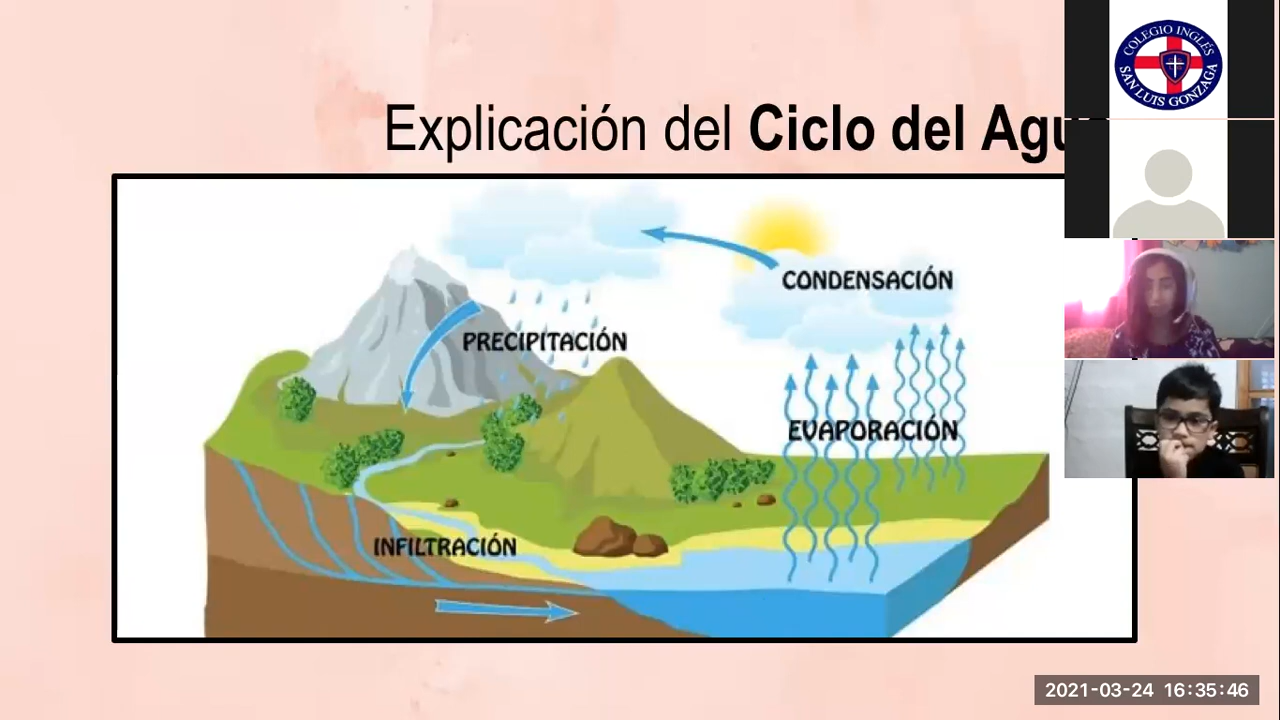 Explicación del Ciclo del Agu
COLEGIO INGLÉS
SAN LUIS GONZAGA
CONDENSACIÓN
PRECIPITACIÓN
EVAPORACIÓN
INFILTRACIÓN
2021-03-24 16:35:46